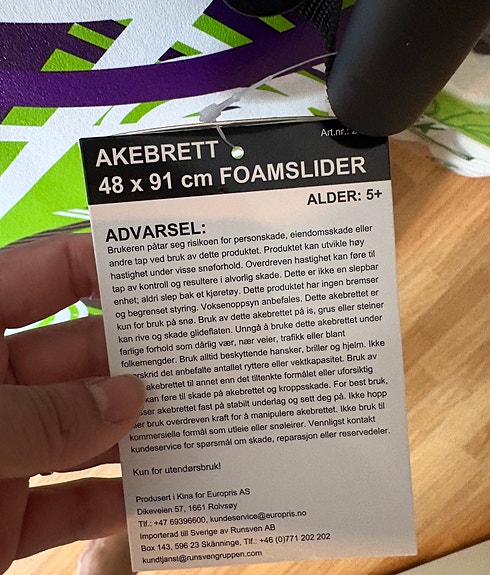 Art.nr.:
AKEBRETT
48 x 91 cm FOAMSLIDER
ALDER: 5+
ADVARSEL:
Brukeren påtar seg risikoen for personskade, eiendomsskade eller
andre tap ved bruk av dette produktet. Produktet kan utvikle høy
hastighet under visse snøforhold. Overdreven hastighet kan føre til
tap av kontroll og resultere i alvorlig skade. Dette er ikke en slepbar
enhet; aldri slep bak et kjøretøy. Dette produktet har ingen bremser
og begrenset styring. Voksenoppsyn anbefales. Dette akebrettet er
kun for bruk på snø. Bruk av dette akebrettet på is, grus eller steiner
kan rive og skade glideflaten. Unngå å bruke dette akebrettet under
farlige forhold som dårlig vær, nær veier, trafikk eller blant
folkemengder. Bruk alltid beskyttende hansker, briller og hjelm. Ikke
overskrid det anbefalte antallet ryttere eller vektkapasitet. Bruk av
akebrettet til annet enn det tiltenkte formålet eller uforsiktig
kan føre til skade på akebrettet og kroppsskade. For best bruk,
akebrettet fast på stabilt underlag og sett deg på. Ikke hopp
bruk overdreven kraft for å manipulere akebrettet. Ikke bruk til
kommersielle formål som utleie eller snøleirer. Vennligst kontakt
kundeservice for spørsmål om skade, reparasjon eller reservedeler.
Kun for utendørsbruk!
Produsert i Kina for Europris AS
Dikeveien 57, 1661 Rolvsøy
Tlf.: +47 69396600, kundeservice@europris.no
Importerad till Sverige av Runsven AB
Box 143, 596 23 Skänninge, Tlf.: +46 (0)771 202 202
kundtjanst@runsvengruppen.com